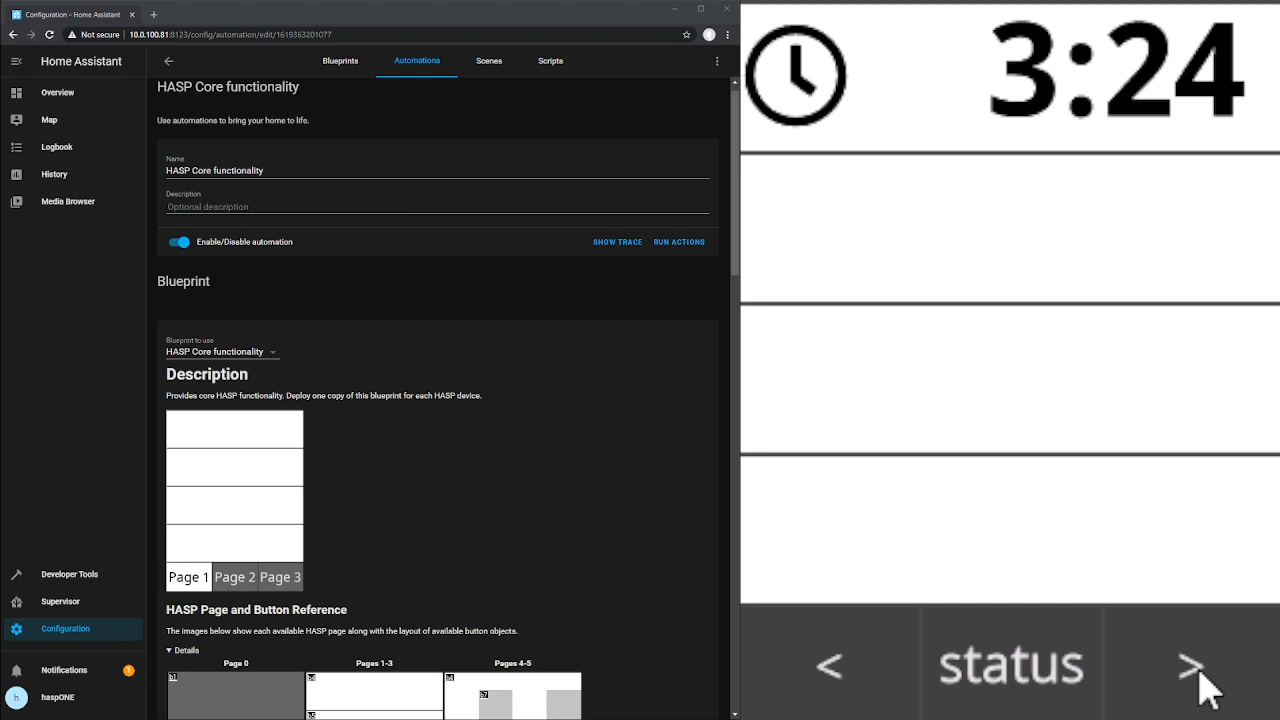 Configuration - Home Assistant
Not secure | 10.0.100.81:8123/config/automation/edit/1619363201077
Home Assistant
Blueprints
Automations
Scenes
Scripts
Overview
Map
Logbook
History
Media Browser
Developer Tools
Supervisor
Configuration
Notifications
1
h
haspONE
HASP Core functionality
Use automations to bring your home to life.
Name
HASP Core functionality
Description
Optional description
Enable/Disable automation
SHOW TRACE
RUN ACTIONS
Blueprint
Blueprint to use
HASP Core functionality
Description
Provides core HASP functionality. Deploy one copy of this blueprint for each HASP device.
Page 1
Page 2
Page 3
HASP Page and Button Reference
The images below show each available HASP page along with the layout of available button objects.
Details
Page 0
Pages 1-3
Pages 4-5
b1
b4
b5
b4
b7
3:24
< status >